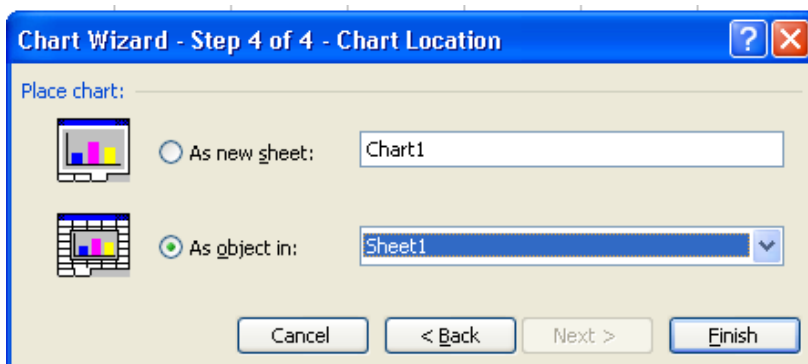 Chart Wizard - Step 4 of 4 - Chart Location ?
Place chart:
As new sheet: Chart1
As object in: Sheet1
Cancel < Back Next > Finish